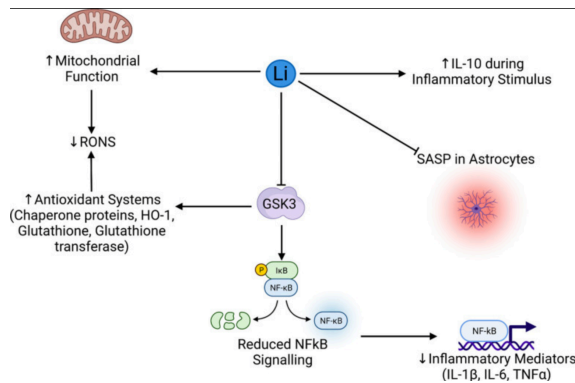 ↑Mitochondrial
Function
Li
↑IL-10 during
Inflammatory Stimulus
↓RONS
SASP in Astrocytes
↑Antioxidant Systems
(Chaperone proteins, HO-1,
Glutathione, Glutathione
transferase)
GSK3
P
IκB
NF-κB
NF-κB
Reduced NFkB
Signalling
NF-kB
↓Inflammatory Mediators
(IL-1β, IL-6, TNFα)